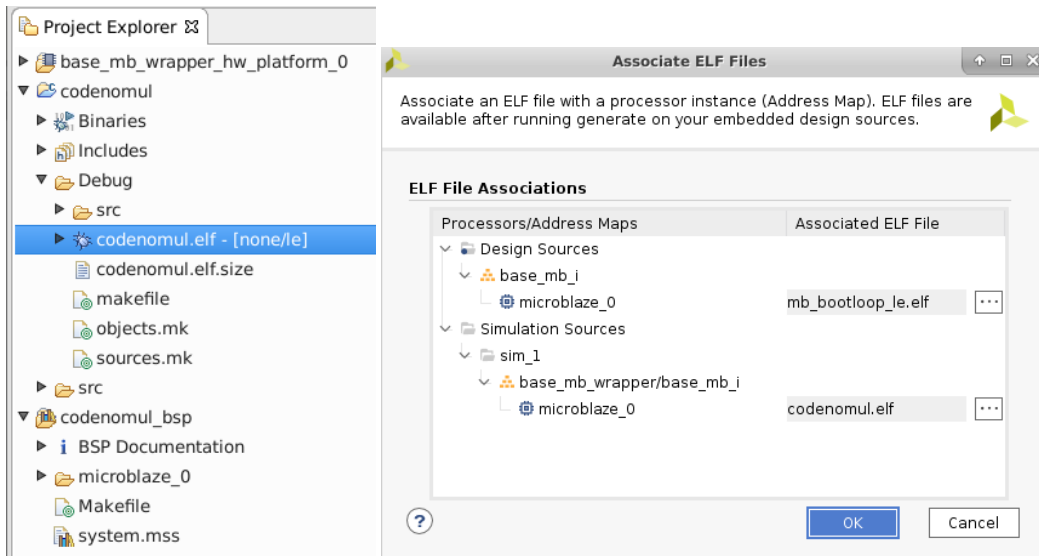 Project Explorer
base_mb_wrapper_hw_platform_0
codenomul
Binaries
Includes
Debug
src
codenomul.elf - [none/le]
codenomul.elf.size
makefile
objects.mk
sources.mk
src
codenomul_bsp
BSP Documentation
microblaze_0
Makefile
system.mss
Associate ELF Files
Associate an ELF file with a processor instance (Address Map). ELF files are
available after running generate on your embedded design sources.
ELF File Associations
Processors/Address Maps Associated ELF File
Design Sources
base_mb_i
microblaze_0 mb_bootloop_le.elf ...
Simulation Sources
sim_1
base_mb_wrapper/base_mb_i
microblaze_0 codenomul.elf ...
? OK Cancel